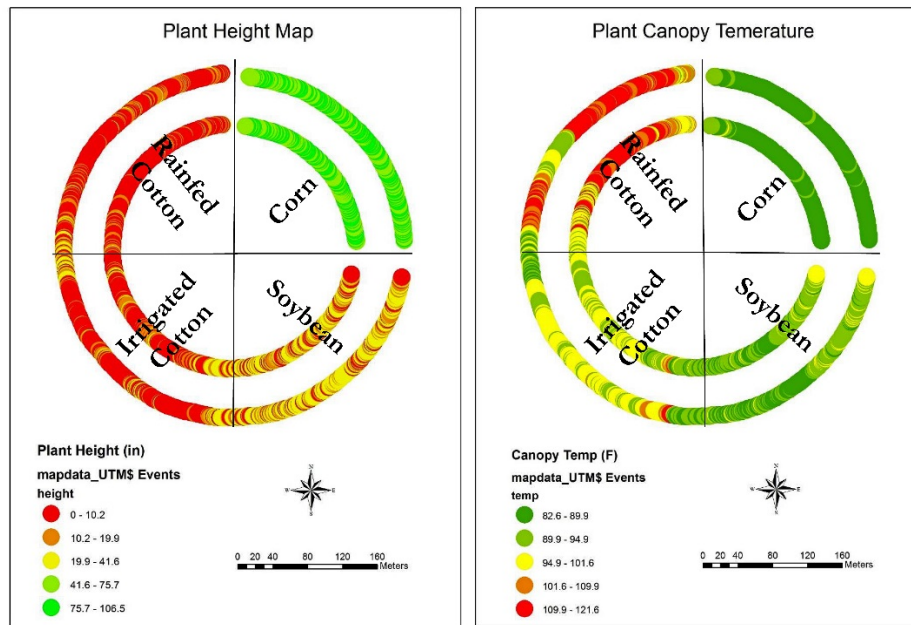 Plant Height Map
Rainfed
Cotton
Corn
Irrigated
Cotton
Soybean
Plant Height (in)
mapdata_UTM$ Events
height
0 - 10.2
10.2 - 19.9
19.9 - 41.6
41.6 - 75.7
75.7 - 106.5
N
W E
S
0 20 40 80 120 160
Meters
Plant Canopy Temerature
Rainfed
Cotton
Corn
Irrigated
Cotton
Soybean
Canopy Temp (F)
mapdata_UTM$ Events
temp
82.6 - 89.9
89.9 - 94.9
94.9 - 101.6
101.6 - 109.9
109.9 - 121.6
N
W E
S
0 20 40 80 120 160
Meters